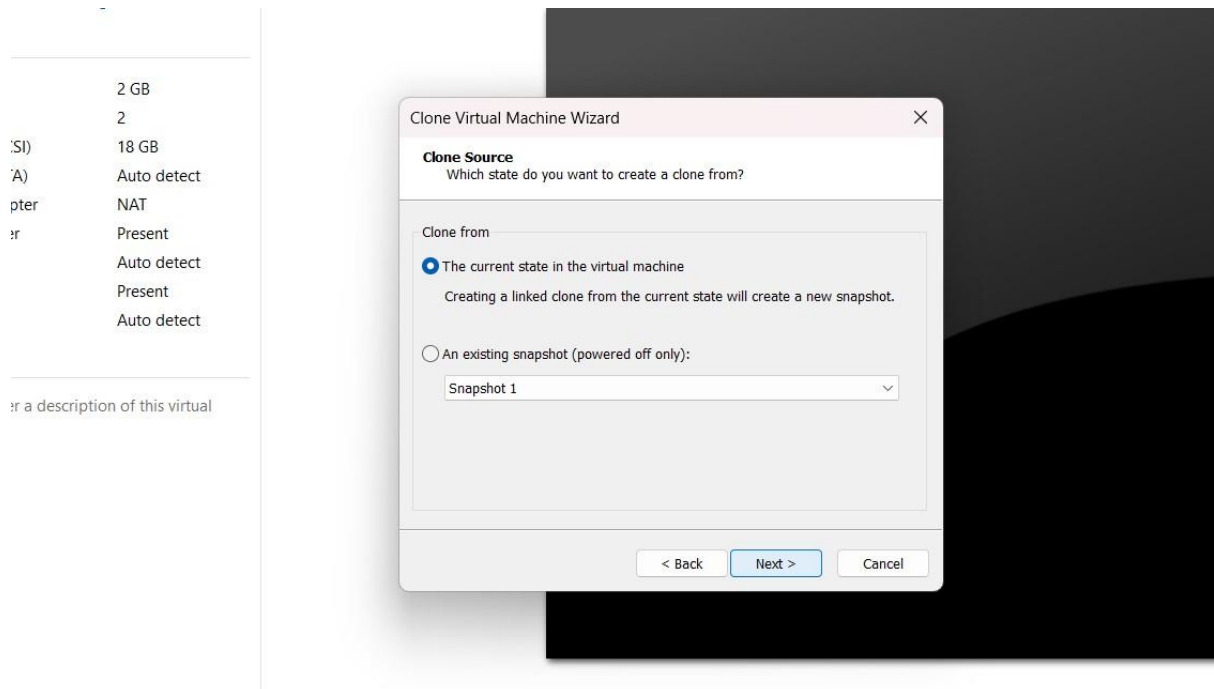 2 GB
2
SI) 18 GB
A) Auto detect
pter NAT
er Present
Auto detect
Present
Auto detect
er a description of this virtual
Clone Virtual Machine Wizard
Clone Source
Which state do you want to create a clone from?
Clone from
The current state in the virtual machine
Creating a linked clone from the current state will create a new snapshot.
An existing snapshot (powered off only):
Snapshot 1
< Back Next > Cancel